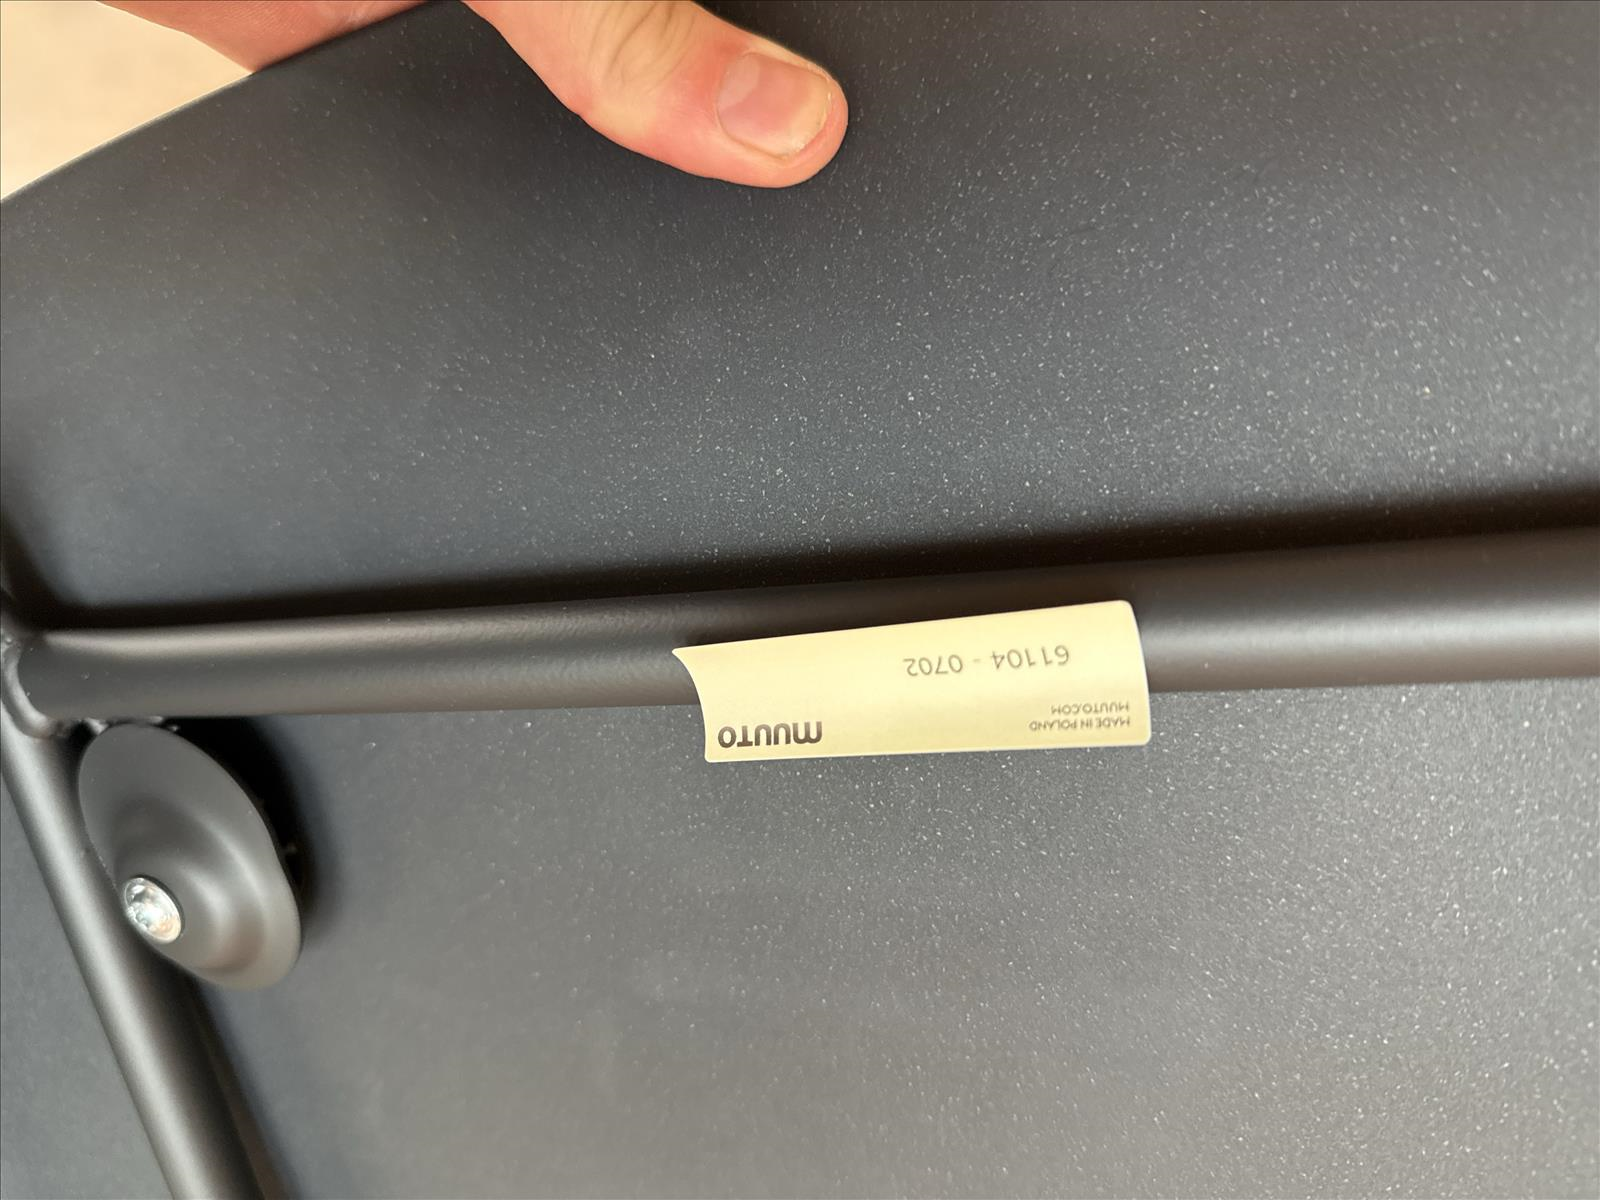 MUUTO.COM
MADE IN POLAND
muuto
61104 - 0702